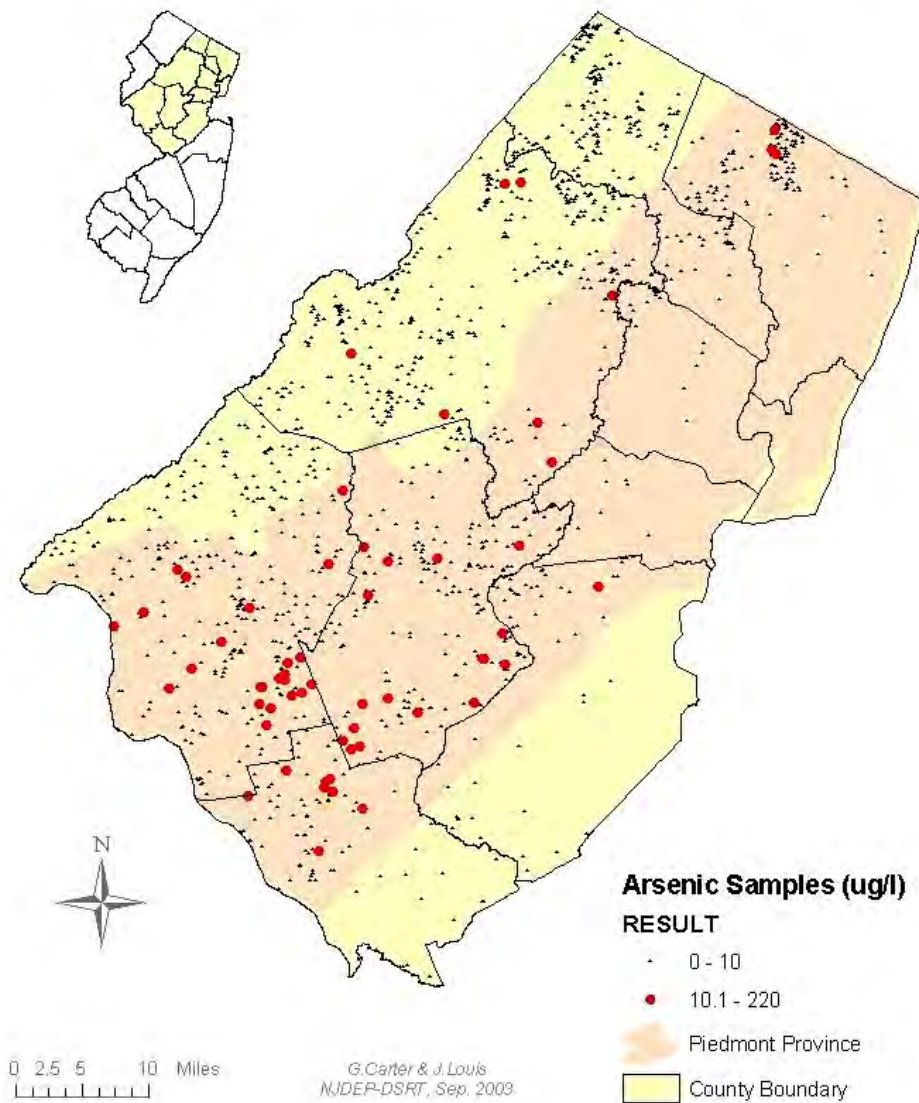 N
Arsenic Samples (ug/l)
RESULT
0 - 10
10.1 - 220
Piedmont Province
County Boundary
0 2.5 5 10 Miles
G.Carter & J.Louis
NJDEP-DSRT, Sep. 2003